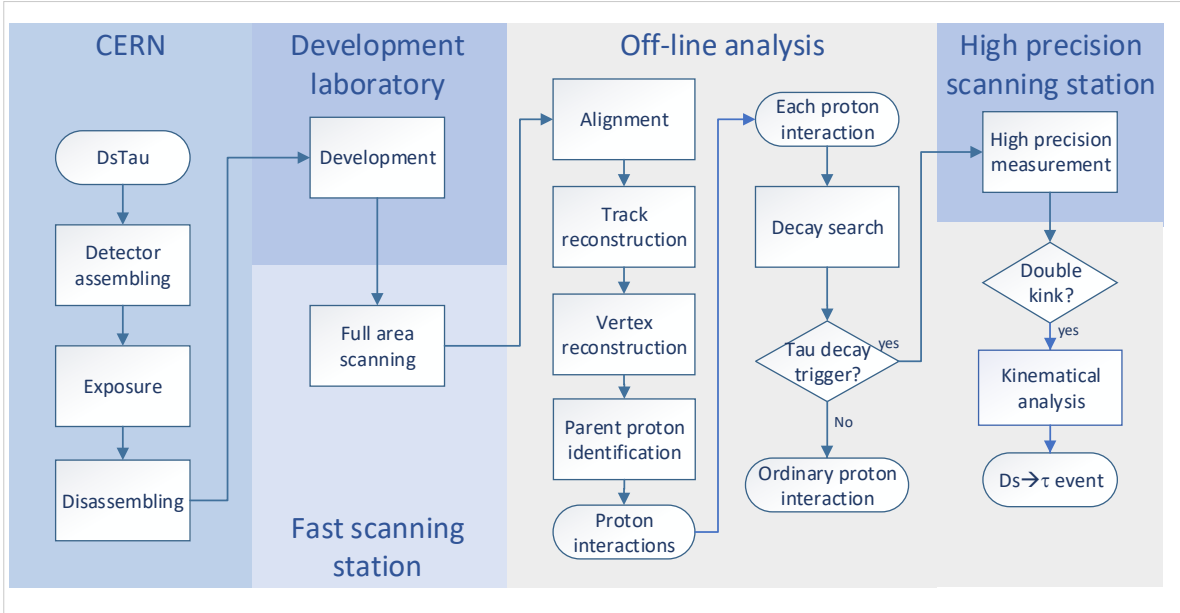 CERN
DsTau
Detector
assembling
Exposure
Disassembling
Development
laboratory
Development
Full area
scanning
Fast scanning
station
Off-line analysis
Alignment
Track
reconstruction
Vertex
reconstruction
Parent proton
identification
Proton
interactions
Each proton
interaction
Decay search
Tau decay
trigger?
yes
No
Ordinary proton
interaction
High precision
scanning station
High precision
measurement
Double
kink?
yes
Kinematical
analysis
Ds→τ event